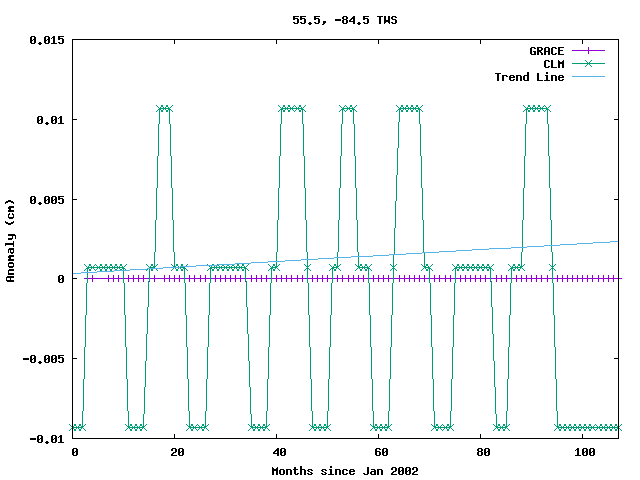 55.5, -84.5 TWS
0.015
0.01
0.005
0
-0.005
-0.01
GRACE
CLM
Trend Line
Anomaly (cm)
0 20 40 60 80 100
Months since Jan 2002